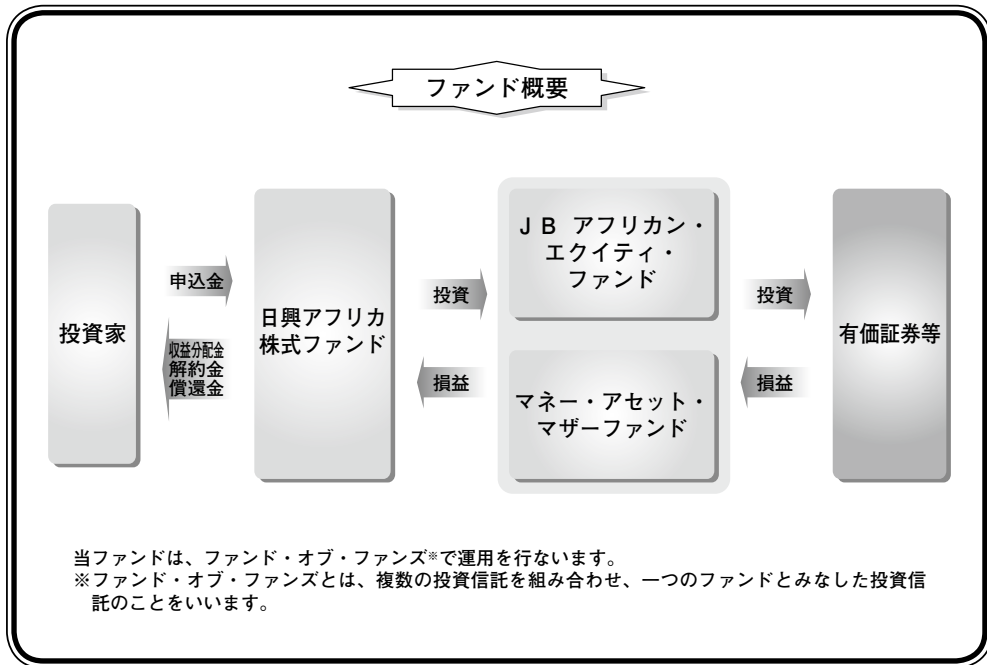 ファンド概要
投資家
申込金
収益分配金
解約金
償還金
日興アフリカ
株式ファンド
投資
損益
ＪＢ アフリカン・
エクイティ・
ファンド
マネー・アセット・
マザーファンド
投資
損益
有価証券等
当ファンドは、ファンド・オブ・ファンズ※で運用を行ないます。
※ファンド・オブ・ファンズとは、複数の投資信託を組み合わせ、一つのファンドとみなした投資信
託のことをいいます。